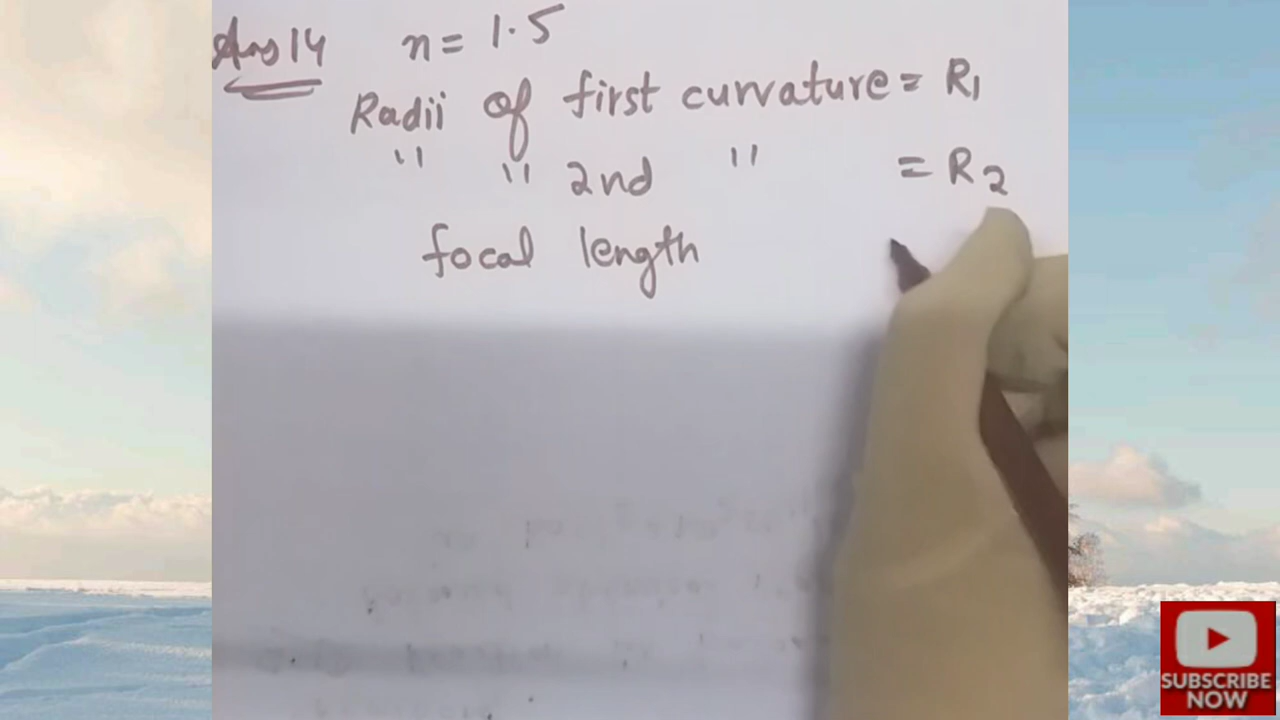 Ans 14 n = 1.5
Radii of first curvature = R1
" " 2nd " = R2
focal length
SUBSCRIBE
NOW